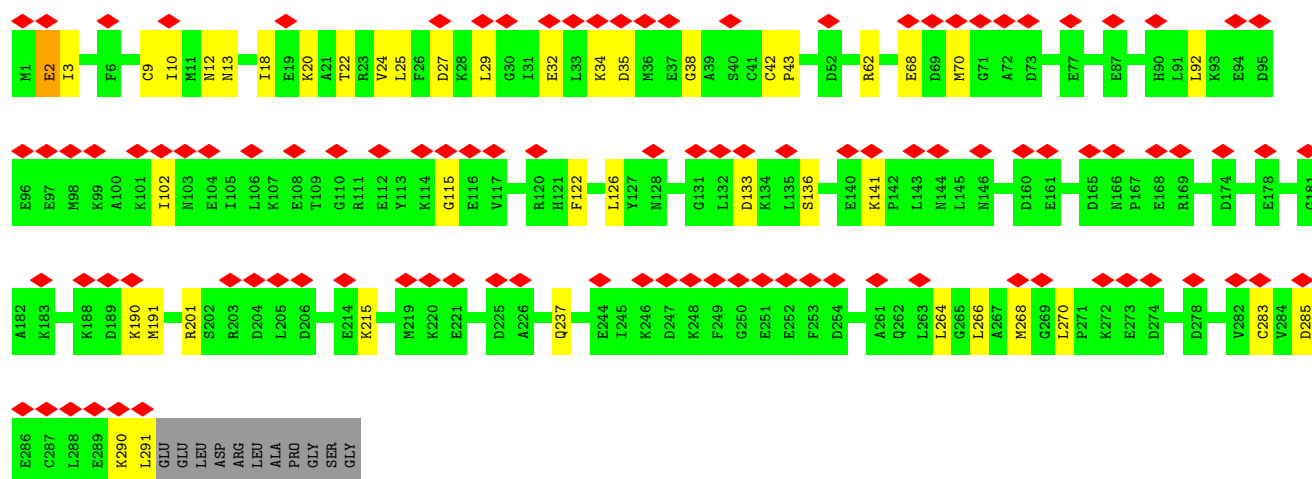 M1 E2 I3 F6 C9 I10 M11 N12 N13 I18 E19 K20 A21 T22 R23 V24 L25 F26 D27 K28 L29 G30 I31 E32 L33 K34 D35 M36 E37 G38 A39 S40 C41 C42 P43 D52 R62 E68 D69 M70 G71 A72 D73 E77 E87 H90 L91 L92 K93 E94 D95
E96 E97 M98 K99 A100 K101 I102 N103 E104 I105 L106 K107 E108 T109 G110 R111 E112 Y113 K114 G115 E116 V117 R120 H121 F122 L126 Y127 N128 G131 L132 D133 K134 L135 S136 E140 K141 P142 L143 N144 L145 N146 D160 E161 D165 N166 P167 E168 R169 D174 E178 G181
A182 K183 K188 D189 K190 M191 R201 S202 R203 D204 L205 D206 E214 K215 M219 K220 E221 D225 A226 Q237 E244 I245 K246 D247 K248 F249 G250 E251 E252 F253 D254 A261 Q262 L263 L264 G265 L266 A267 M268 G269 L270 P271 K272 E273 D274 D278 V282 C283 V284 D285
E286 C287 L288 E289 K290 L291 GLU GLU LEU ASP ARG LEU ALA PRO GLY SER GLY